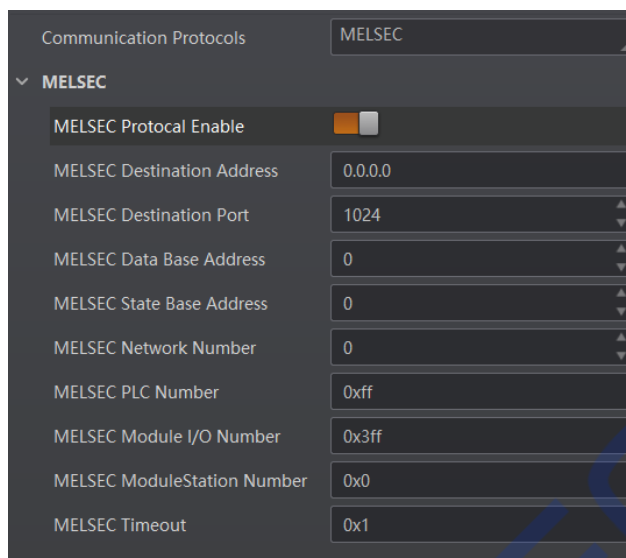 Communication Protocols MELSEC
MELSEC
MELSEC Protocal Enable
MELSEC Destination Address 0.0.0.0
MELSEC Destination Port 1024
MELSEC Data Base Address 0
MELSEC State Base Address 0
MELSEC Network Number 0
MELSEC PLC Number 0xff
MELSEC Module I/O Number 0x3ff
MELSEC ModuleStation Number 0x0
MELSEC Timeout 0x1